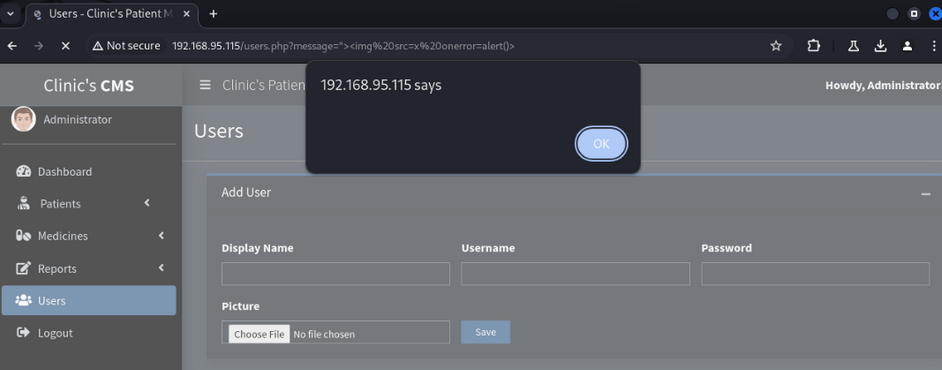 Users - Clinic's Patient M
Not secure 192.168.95.115/users.php?message="><img%20src=x%20onerror=alert()>
Clinic's CMS
Clinic's Patien
Howdy, Administrator
192.168.95.115 says
OK
Administrator
Users
Dashboard
Patients
Medicines
Reports
Users
Logout
Add User
Display Name
Username
Password
Picture
Choose File No file chosen
Save